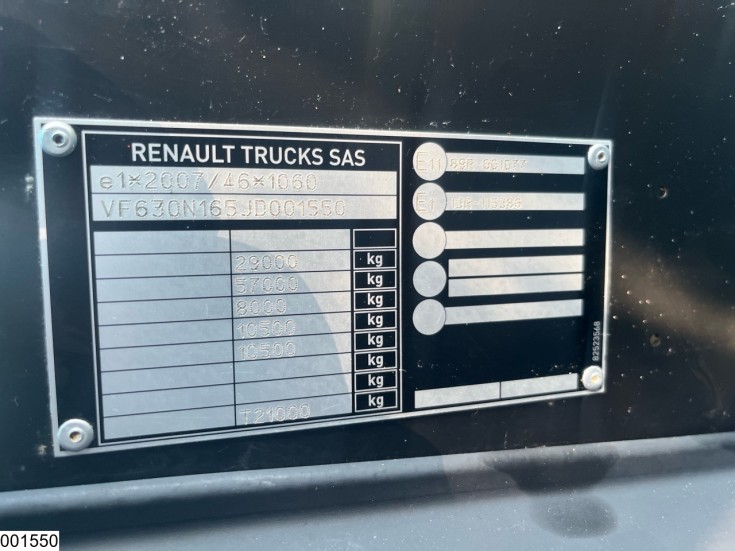 RENAULT TRUCKS SAS
e1*2007/46*1060
VF630N165JD001550
29000 kg
57000 kg
8000 kg
10500 kg
10500 kg
kg
kg
T21000 kg
E11
E1
82523568
001550